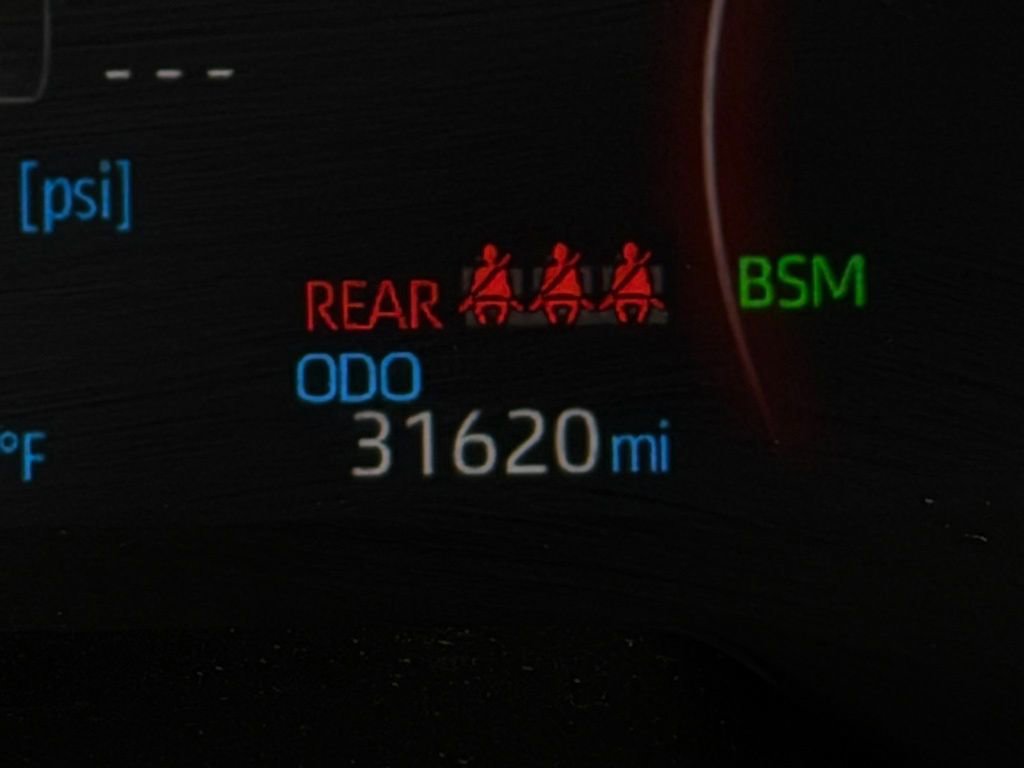 ---
[psi]
REAR
BSM
ODO
31620 mi
°F